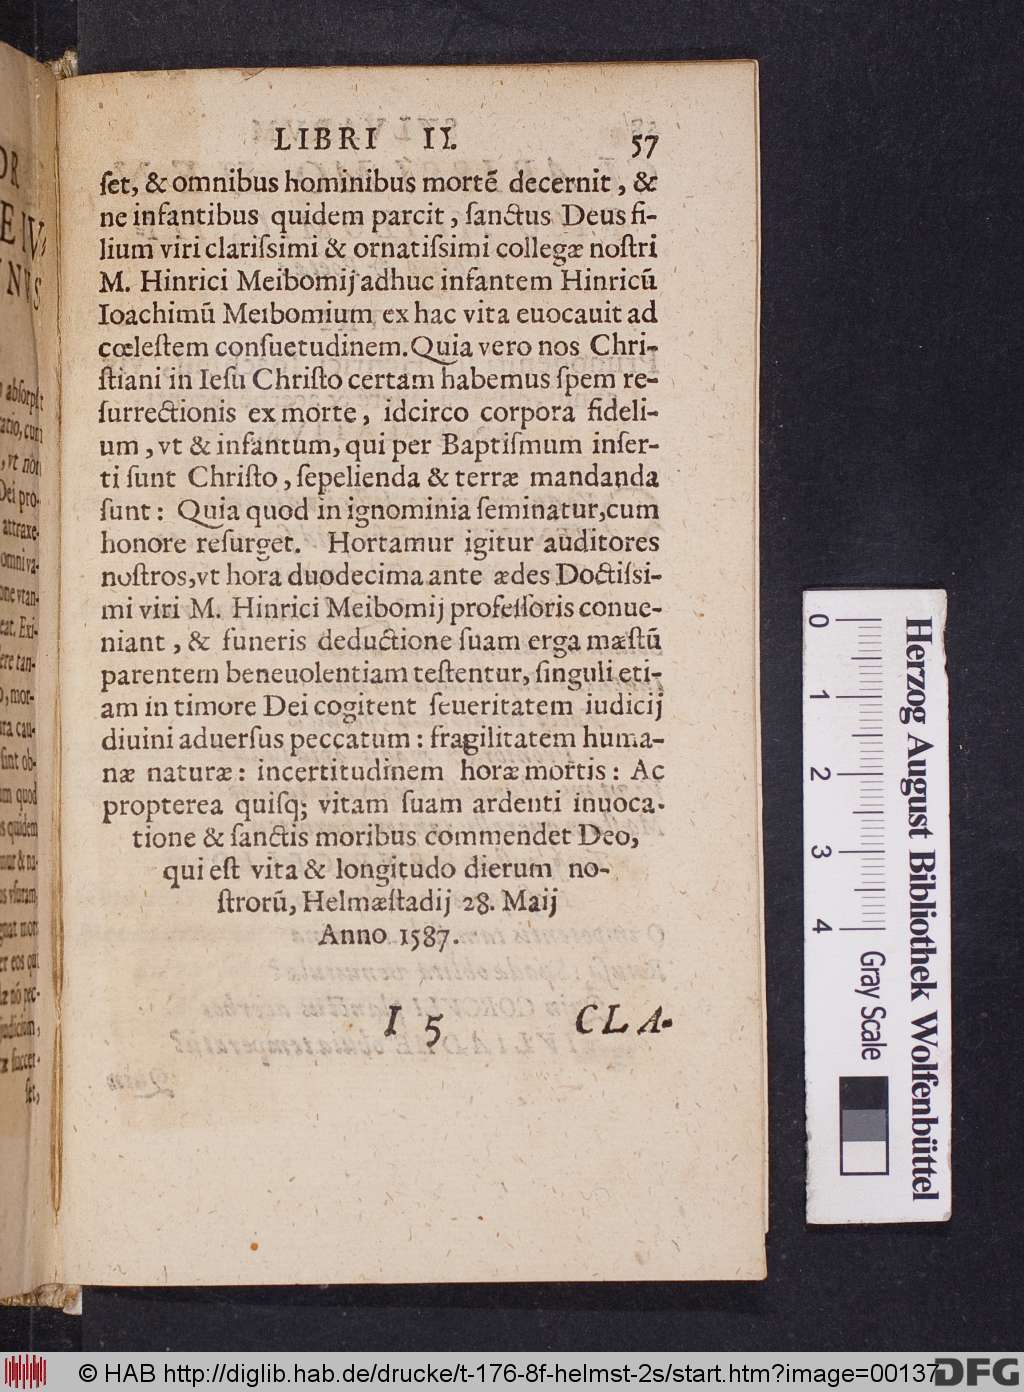 LIBRI II. 57
ſet, & omnibus hominibus mortẽ decernit, &
ne infantibus quidem parcit, ſanctus Deus fi-
lium viri clariſsimi & ornatiſsimi collegæ noſtri
M. Hinrici Meibomij adhuc infantem Hinricũ
Ioachimũ Meibomium ex hac vita euocauit ad
cœleſtem conſuetudinem. Quia vero nos Chri-
ſtiani in Ieſu Chriſto certam habemus ſpem re-
ſurrectionis ex morte, idcirco corpora fideli-
um, vt & infantum, qui per Baptiſmum inſer-
ti ſunt Chriſto, ſepelienda & terræ mandanda
ſunt: Quia quod in ignominia ſeminatur, cum
honore reſurget. Hortamur igitur auditores
noſtros, vt hora duodecima ante ædes Doctiſsi-
mi viri M. Hinrici Meibomij profeſſoris conue-
niant, & funeris deductione ſuam erga mæſtũ
parentem beneuolentiam teſtentur, ſinguli eti-
am in timore Dei cogitent ſeueritatem iudicij
diuini aduerſus peccatum: fragilitatem huma-
næ naturæ: incertitudinem horæ mortis: Ac
propterea quiſq; vitam ſuam ardenti inuoca-
tione & ſanctis moribus commendet Deo,
qui eſt vita & longitudo dierum no-
ſtrorũ, Helmæſtadij 28. Maij
Anno 1587.
I 5 CLA-
0 1 2 3 4
Gray Scale
Herzog August Bibliothek Wolfenbüttel
© HAB http://diglib.hab.de/drucke/t-176-8f-helmst-2s/start.htm?image=00137
DFG